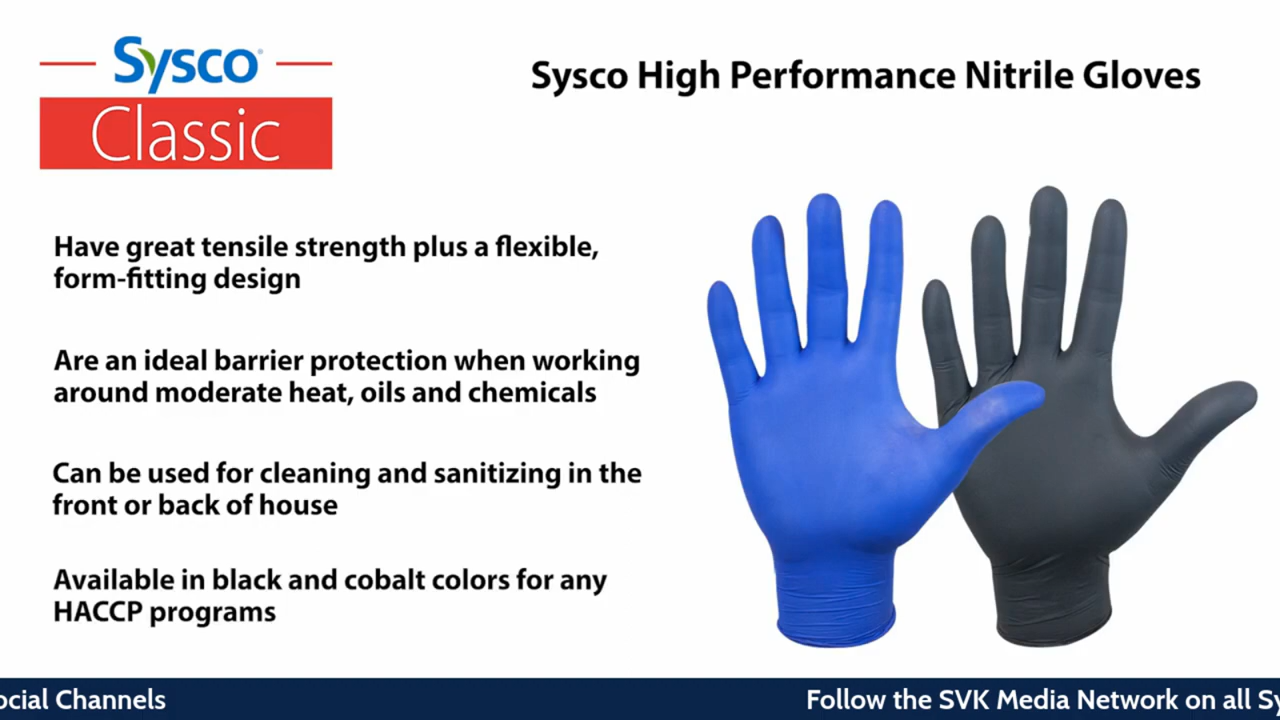 Sysco
Classic
Sysco High Performance Nitrile Gloves
Have great tensile strength plus a flexible,
form-fitting design
Are an ideal barrier protection when working
around moderate heat, oils and chemicals
Can be used for cleaning and sanitizing in the
front or back of house
Available in black and cobalt colors for any
HACCP programs
ocial Channels
Follow the SVK Media Network on all Sy